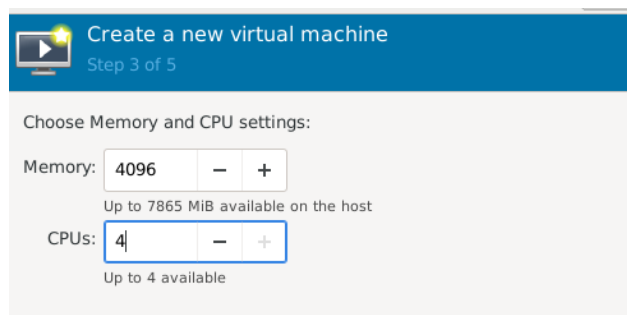 Create a new virtual machine
Step 3 of 5
Choose Memory and CPU settings:
Memory: 4096 − +
Up to 7865 MiB available on the host
CPUs: 4 − +
Up to 4 available